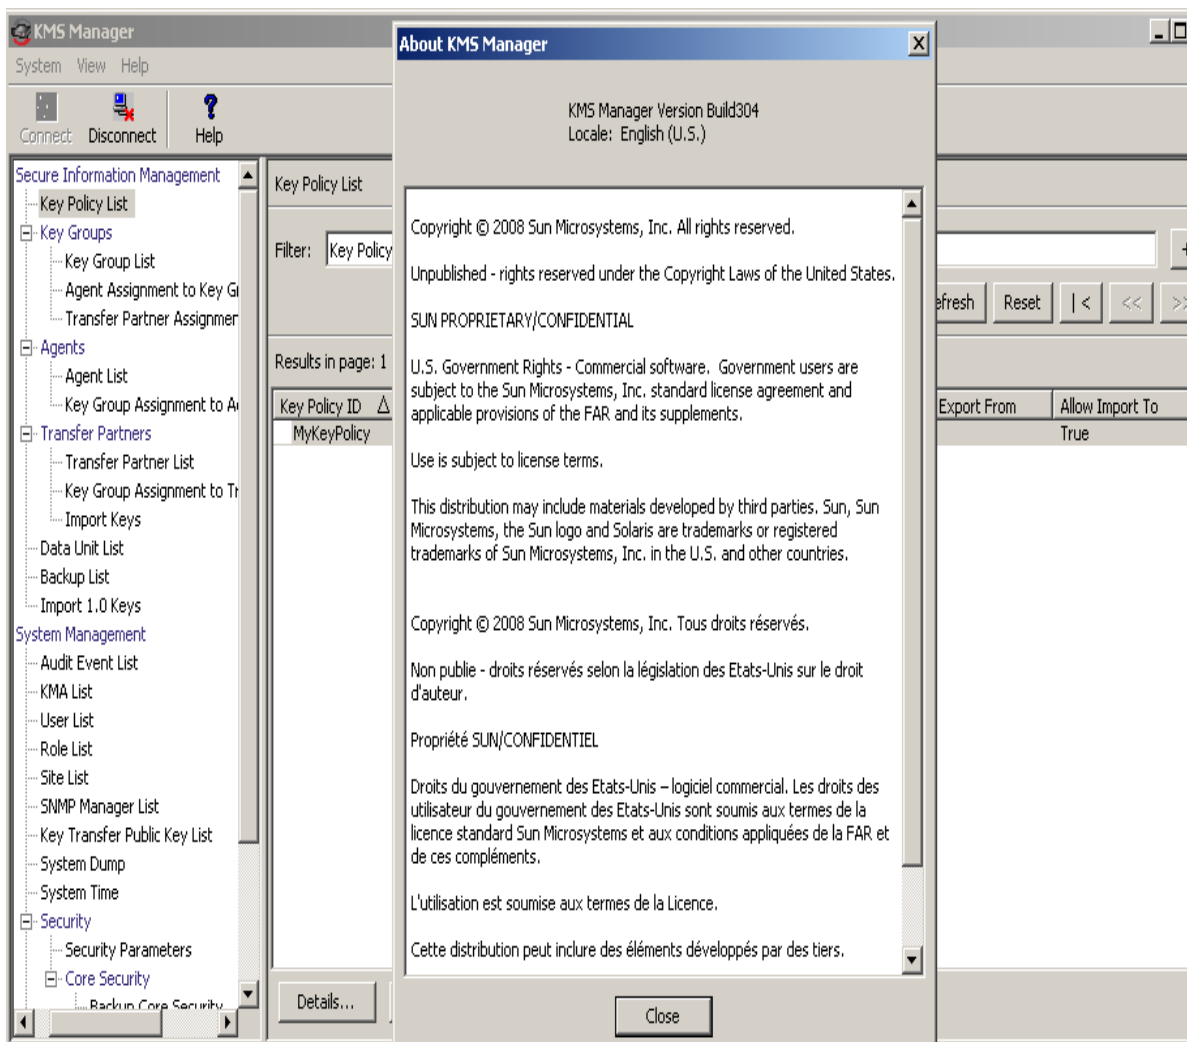 KMS Manager
System View Help
Connect Disconnect Help
Secure Information Management
Key Policy List
Key Groups
Key Group List
Agent Assignment to Key
Transfer Partner
Agents
Agent List
Key Group Assignment to
Transfer Partners
Transfer Partner List
Key Group Assignment to
Import Keys
Data Unit List
Backup List
Import 1.0 Keys
System Management
Audit Event List
KMA List
User List
Role List
Site List
SNMP Manager List
Key Transfer Public Key List
System Dump
System Time
Security
Security Parameters
Core Security
Backup Core Security
Key Policy List
Filter: Key Policy
+
efresh Reset |< << >>
Results in page: 1
Key Policy ID Export From Allow Import To
MyKeyPolicy True
Details...
About KMS Manager
KMS Manager Version Build304
Locale: English (U.S.)
Copyright © 2008 Sun Microsystems, Inc. All rights reserved.
Unpublished - rights reserved under the Copyright Laws of the United States.
SUN PROPRIETARY/CONFIDENTIAL
U.S. Government Rights - Commercial software. Government users are
subject to the Sun Microsystems, Inc. standard license agreement and
applicable provisions of the FAR and its supplements.
Use is subject to license terms.
This distribution may include materials developed by third parties. Sun, Sun
Microsystems, the Sun logo and Solaris are trademarks or registered
trademarks of Sun Microsystems, Inc. in the U.S. and other countries.
Copyright © 2008 Sun Microsystems, Inc. Tous droits réservés.
Non publie - droits réservés selon la législation des Etats-Unis sur le droit
d'auteur.
Propriété SUN/CONFIDENTIEL
Droits du gouvernement des Etats-Unis – logiciel commercial. Les droits des
utilisateur du gouvernement des Etats-Unis sont soumis aux termes de la
licence standard Sun Microsystems et aux conditions appliquées de la FAR et
de ces compléments.
L'utilisation est soumise aux termes de la Licence.
Cette distribution peut inclure des éléments développés par des tiers.
Close